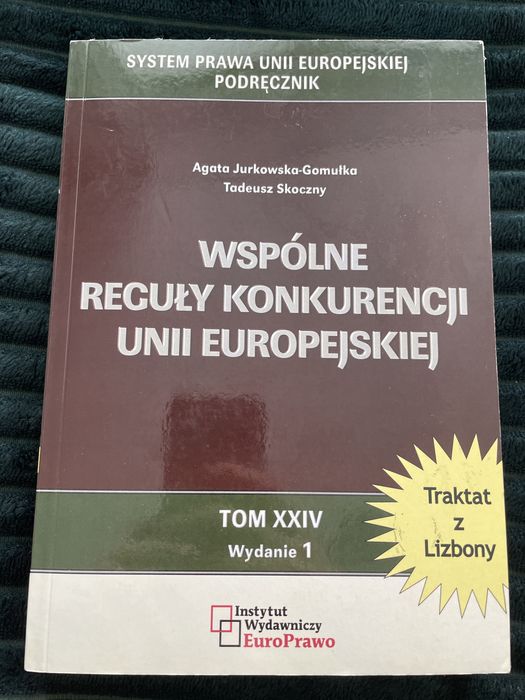 SYSTEM PRAWA UNII EUROPEJSKIEJ
PODRĘCZNIK
Agata Jurkowska-Gomułka
Tadeusz Skoczny
WSPÓLNE
REGUŁY KONKURENCJI
UNII EUROPEJSKIEJ
Traktat
z
Lizbony
TOM XXIV
Wydanie 1
Instytut
Wydawniczy
EuroPrawo